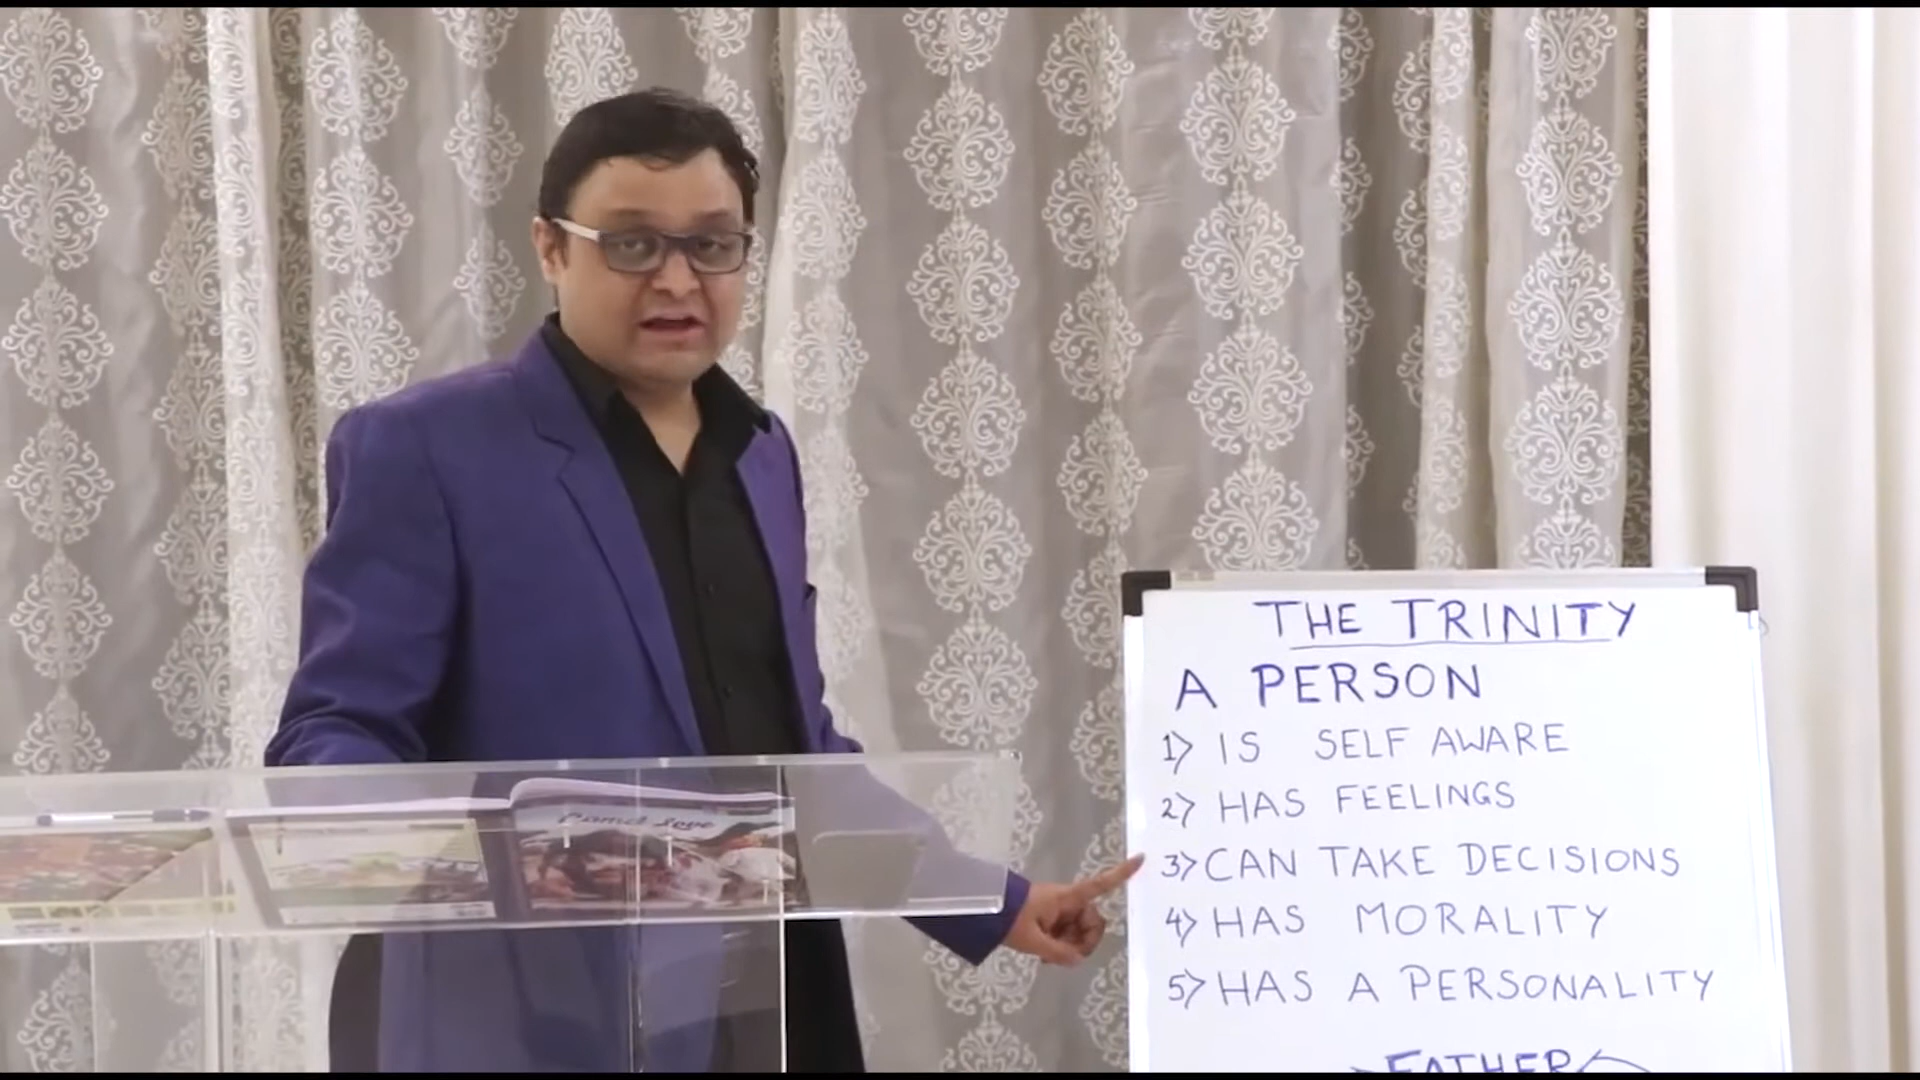 THE TRINITY
A PERSON
1> IS SELF AWARE
2> HAS FEELINGS
3> CAN TAKE DECISIONS
4> HAS MORALITY
5> HAS A PERSONALITY
FATHER